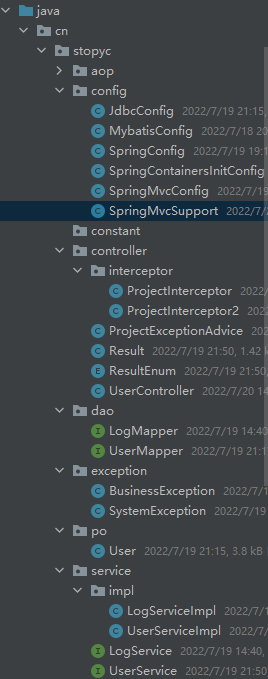 java
cn
stopyc
aop
config
JdbcConfig 2022/7/19 21:15,
MybatisConfig 2022/7/18 20
SpringConfig 2022/7/19 19:1
SpringContainersInitConfig
SpringMvcConfig 2022/7/19
SpringMvcSupport 2022/7/2
constant
controller
interceptor
ProjectInterceptor 2022/7/
ProjectInterceptor2 2022/7
ProjectExceptionAdvice 2022/
Result 2022/7/19 21:50, 1.42 k
ResultEnum 2022/7/19 21:50,
UserController 2022/7/20 14
dao
LogMapper 2022/7/19 14:40
UserMapper 2022/7/19 21:1
exception
BusinessException 2022/7/19
SystemException 2022/7/19
po
User 2022/7/19 21:15, 3.8 kB
service
impl
LogServiceImpl 2022/7/1
UserServiceImpl 2022/7/
LogService 2022/7/19 14:40,
UserService 2022/7/19 21:50